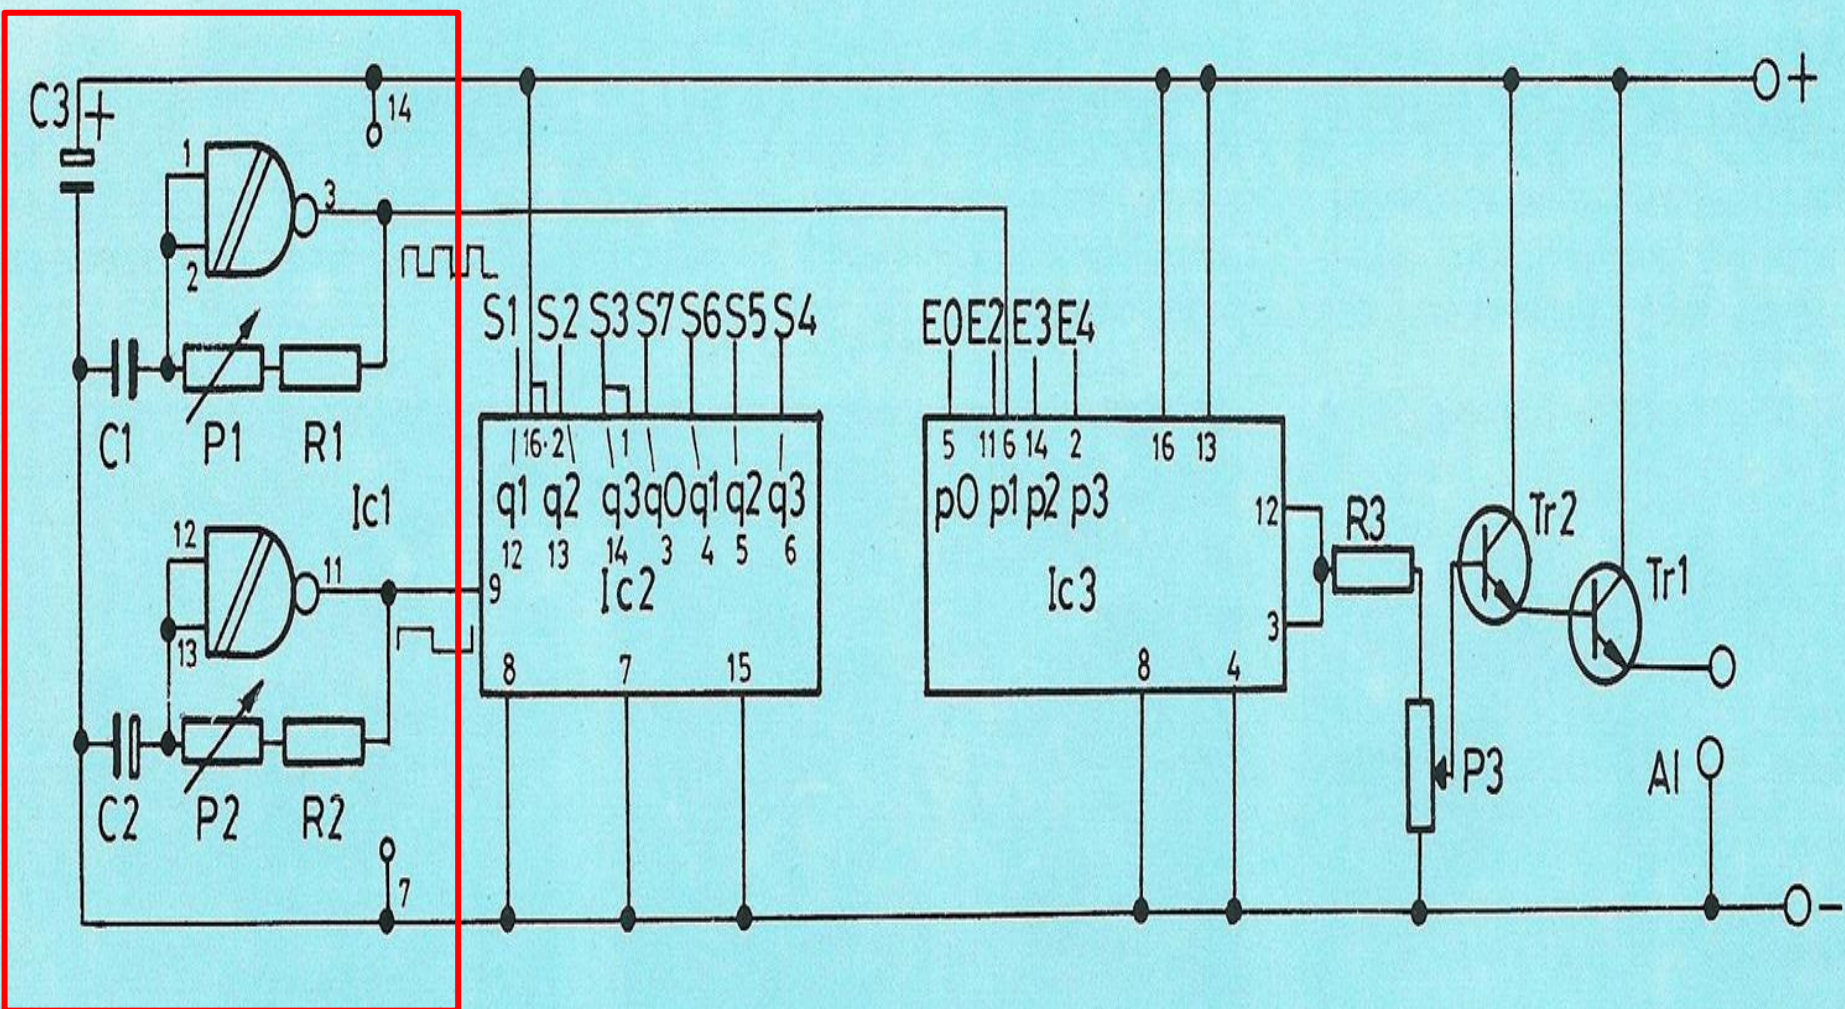 +
C3 +
14
1
3
2
S1 S2 S3 S7 S6 S5 S4
E0 E2 E3 E4
C1 P1 R1
16 2 1
5 11 6 14 2 16 13
q1 q2 q3 q0 q1 q2 q3
p0 p1 p2 p3
Ic1
12 R3 Tr2
12 13 14 3 4 5 6
12
11
9
Ic2
Ic3
Tr1
3
13
8 7 15
8 4
C2 P2 R2
P3
Al
7
-